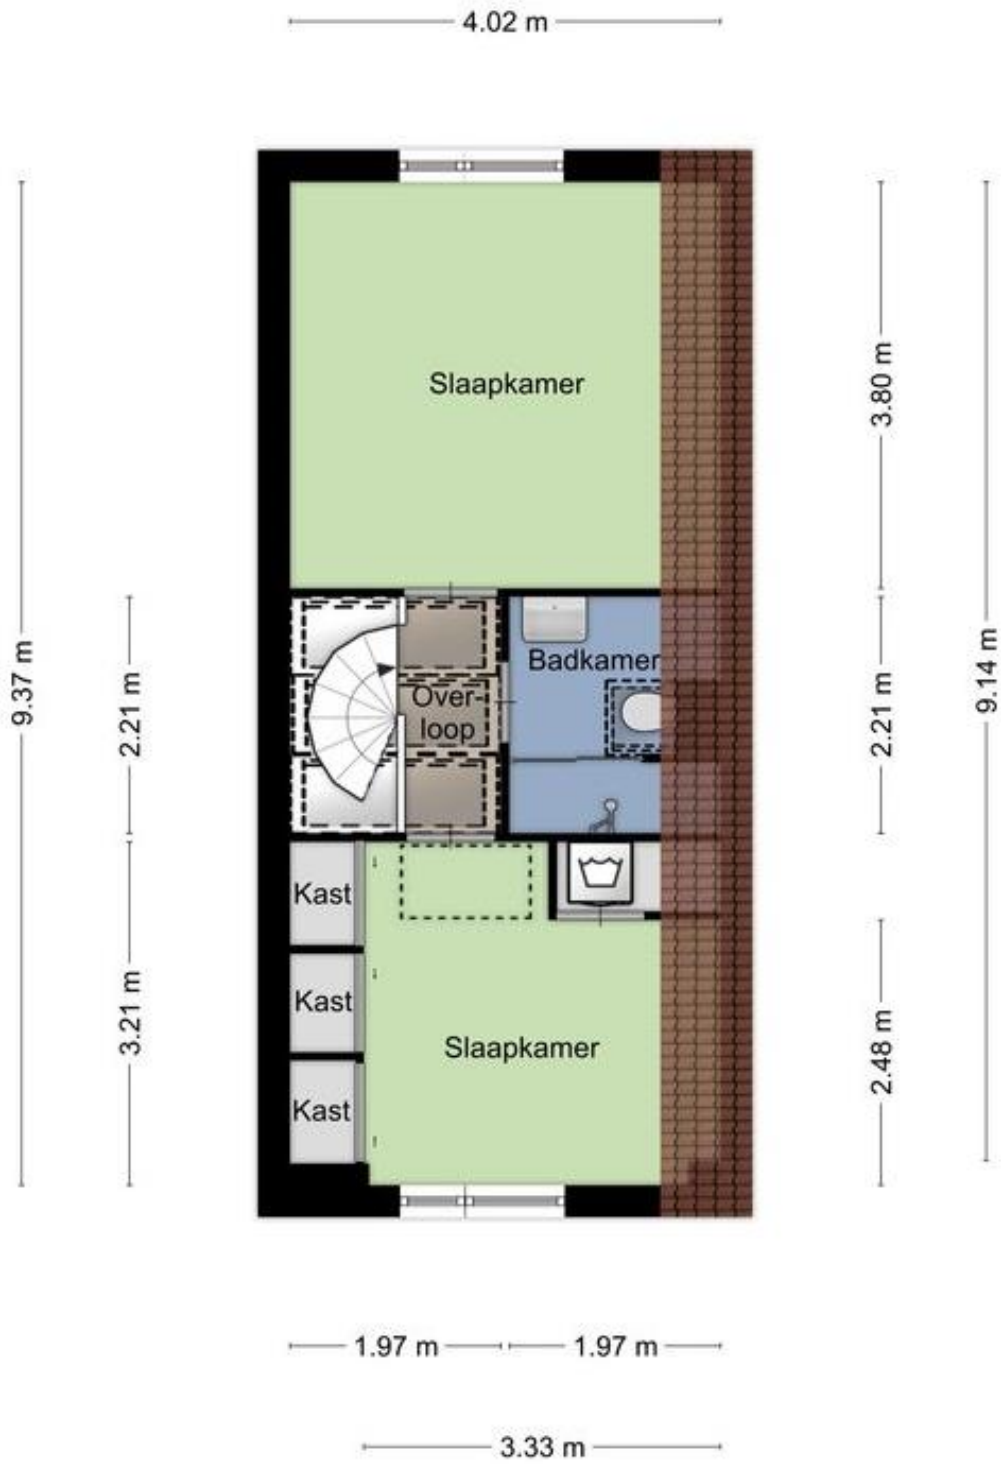 4.02 m
Slaapkamer
3.80 m
9.37 m
2.21 m
Over-
loop
Badkamer
2.21 m
9.14 m
3.21 m
Kast
Kast
Kast
Slaapkamer
2.48 m
1.97 m
1.97 m
3.33 m